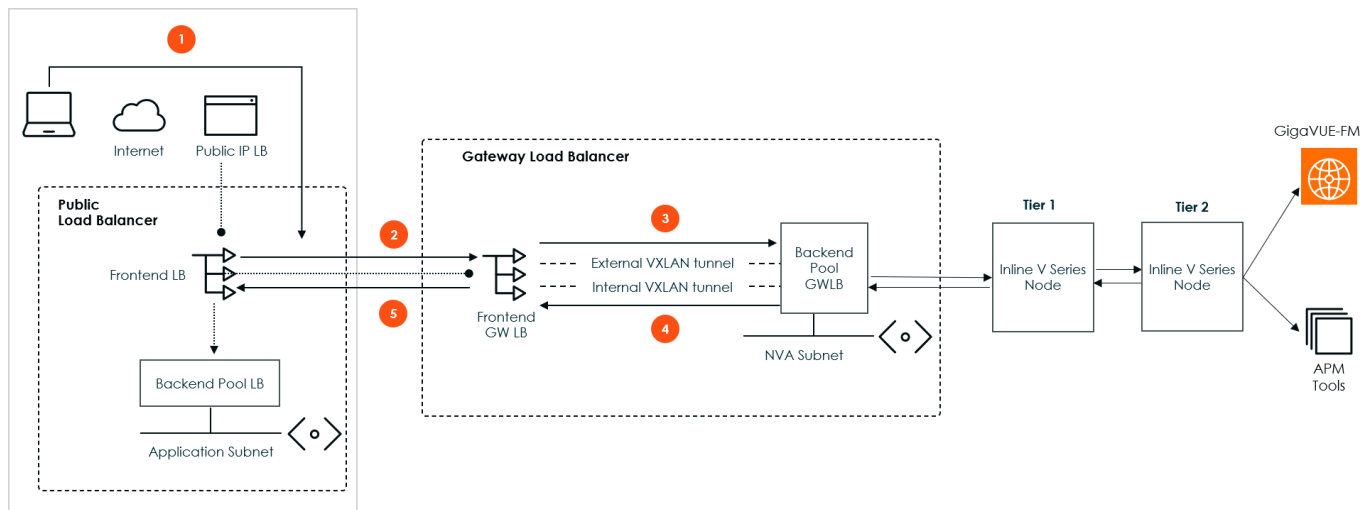 1
Internet
Public IP LB
Public
Load Balancer
Frontend LB
Backend Pool LB
Application Subnet
2
5
Gateway Load Balancer
Frontend
GW LB
3
External VXLAN tunnel
Internal VXLAN tunnel
4
Backend
Pool
GWLB
NVA Subnet
Tier 1
Inline V Series
Node
Tier 2
Inline V Series
Node
GigaVUE-FM
APM
Tools